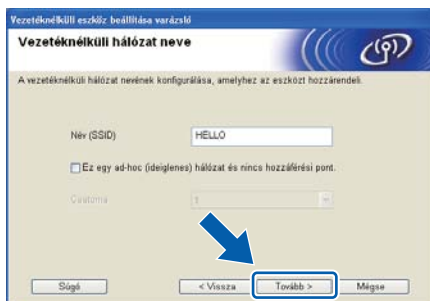 Vezetéknélküli eszköz beállítása varázsló
Vezetéknélküli hálózat neve
A vezetéknélküli hálózat nevének konfigurálása, amelyhez az eszközt hozzárendeli.
Név (SSID) HELLO
Ez egy ad-hoc (ideiglenes) hálózat és nincs hozzáférési pont.
Csatorna 1
Súgó < Vissza Tovább > Mégse